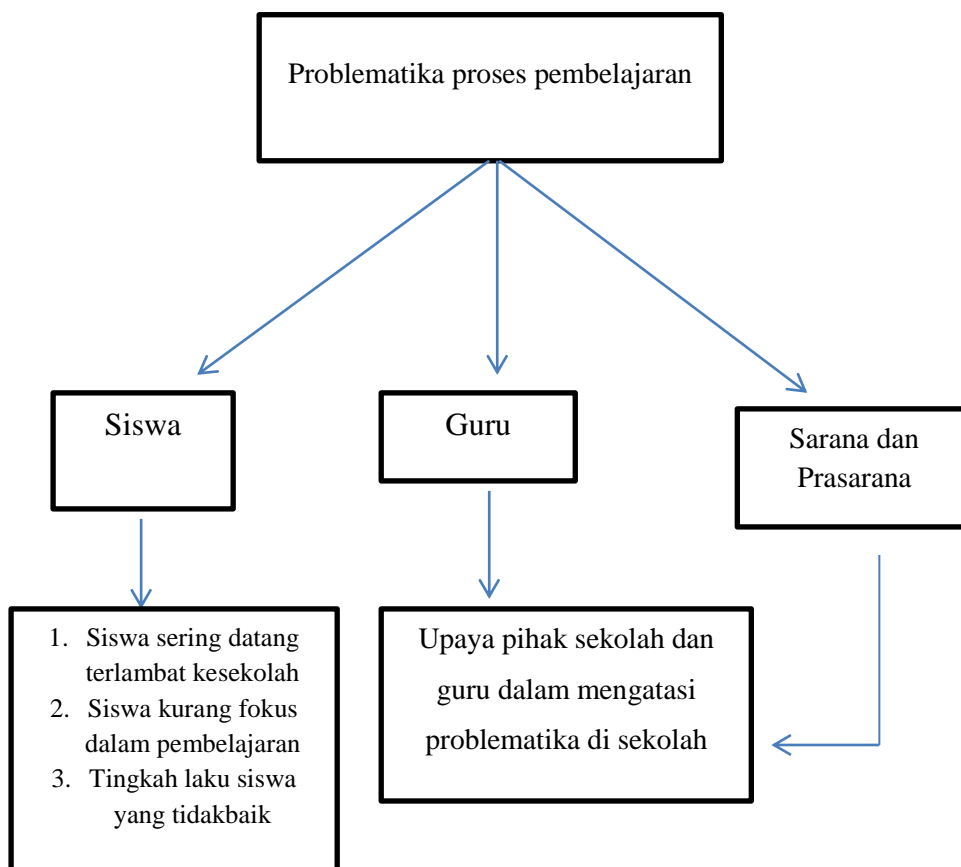 Problematika proses pembelajaran
Siswa
Guru
Sarana dan
Prasarana
1. Siswa sering datang
terlambat kesekolah
2. Siswa kurang fokus
dalam pembelajaran
3. Tingkah laku siswa
yang tidakbaik
Upaya pihak sekolah dan
guru dalam mengatasi
problematika di sekolah